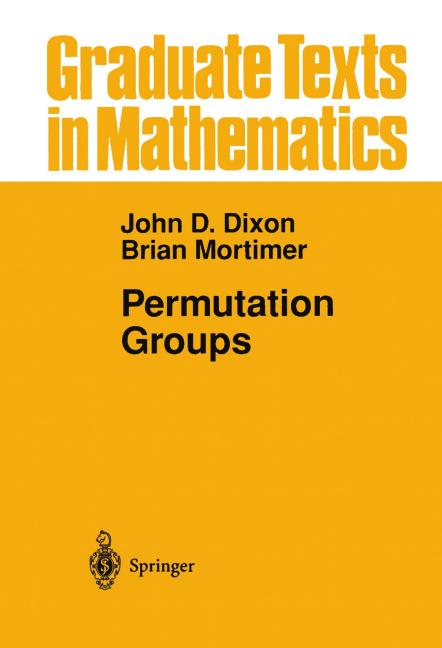 Graduate Texts
in Mathematics
John D. Dixon
Brian Mortimer
Permutation
Groups
Springer